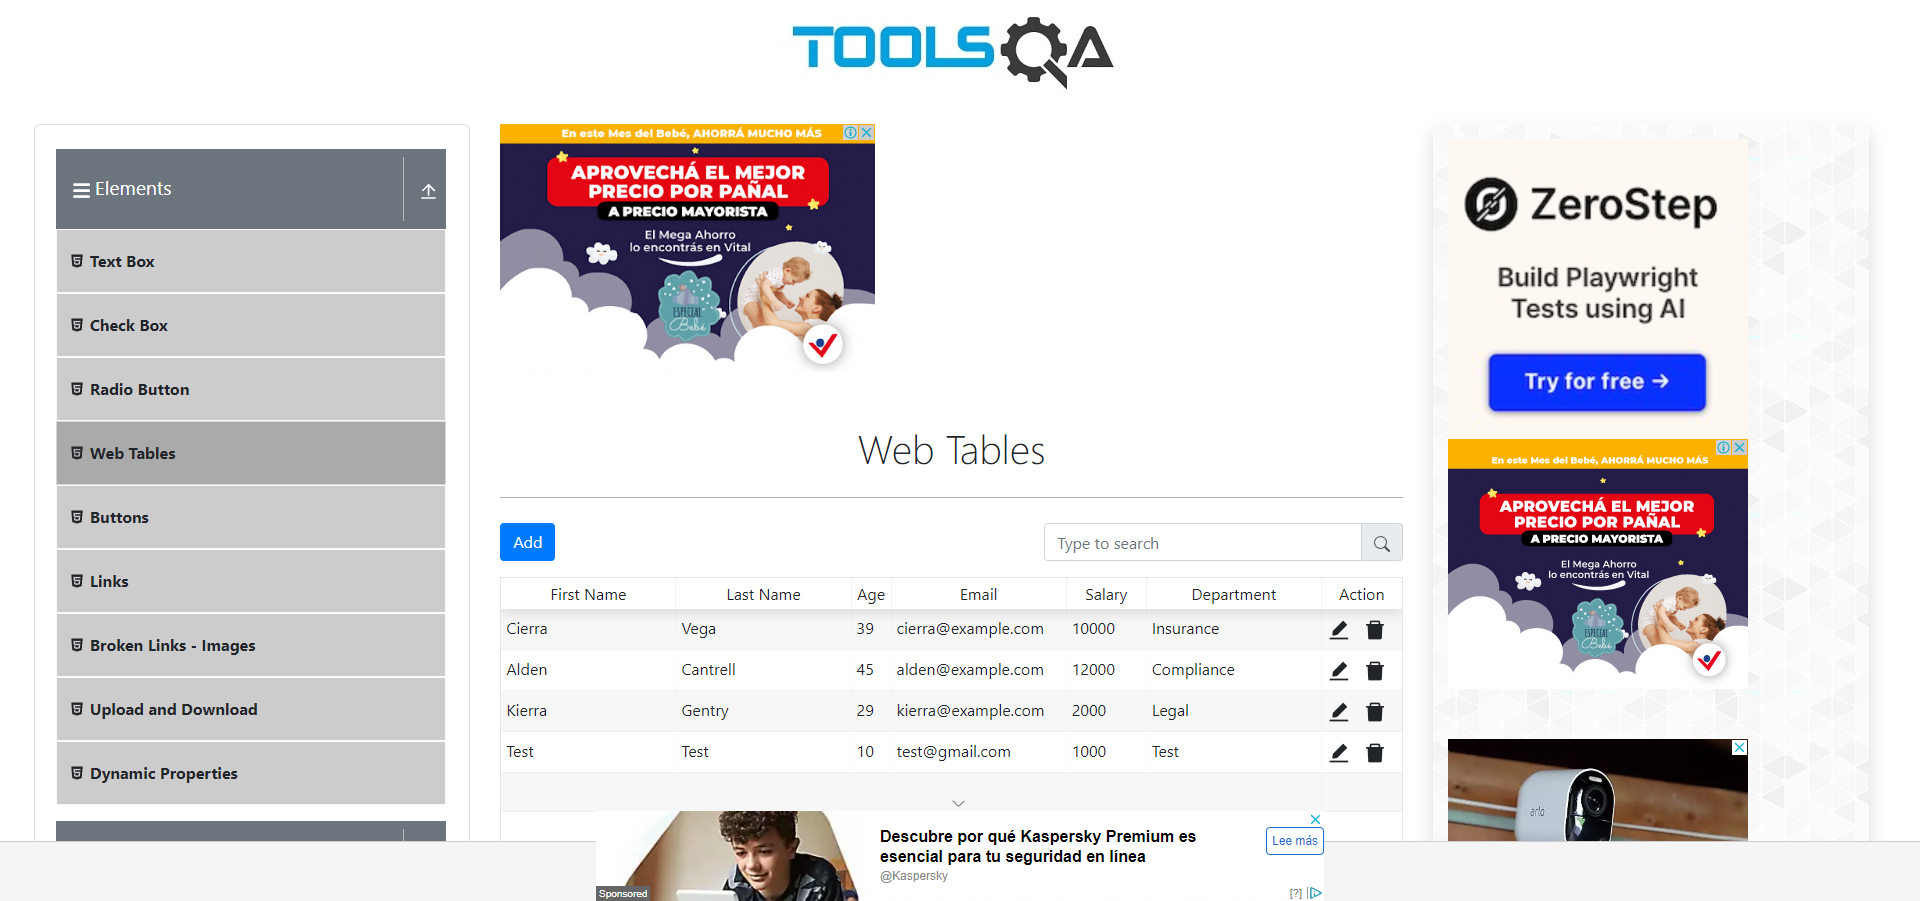 TOOLSQA
Elements
Text Box
Check Box
Radio Button
Web Tables
Buttons
Links
Broken Links - Images
Upload and Download
Dynamic Properties
En este Mes del Bebé, AHORRÁ MUCHO MÁS
APROVECHÁ EL MEJOR
PRECIO POR PAÑAL
A PRECIO MAYORISTA
El Mega Ahorro
lo encontrás en Vital
ESPECIAL
Bebé
Web Tables
Add
Type to search
First Name Last Name Age Email Salary Department Action
Cierra Vega 39 cierra@example.com 10000 Insurance
Alden Cantrell 45 alden@example.com 12000 Compliance
Kierra Gentry 29 kierra@example.com 2000 Legal
Test Test 10 test@gmail.com 1000 Test
ZeroStep
Build Playwright
Tests using AI
Try for free →
En este Mes del Bebé, AHORRÁ MUCHO MÁS
APROVECHÁ EL MEJOR
PRECIO POR PAÑAL
A PRECIO MAYORISTA
El Mega Ahorro
lo encontrás en Vital
ESPECIAL
Bebé
arlo
Sponsored
Descubre por qué Kaspersky Premium es
esencial para tu seguridad en línea
@Kaspersky
Lee más
[?]